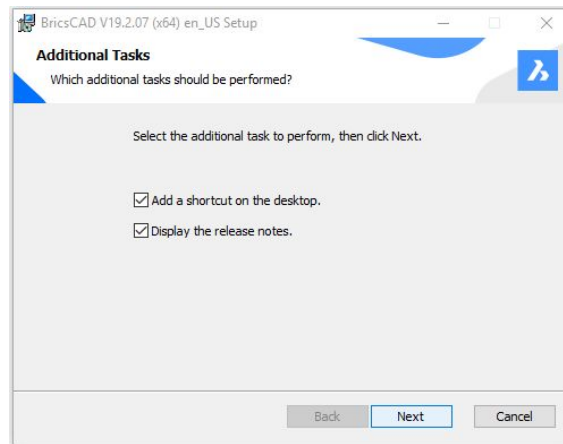 BricsCAD V19.2.07 (x64) en_US Setup
Additional Tasks
Which additional tasks should be performed?
Select the additional task to perform, then click Next.
Add a shortcut on the desktop.
Display the release notes.
Back Next Cancel